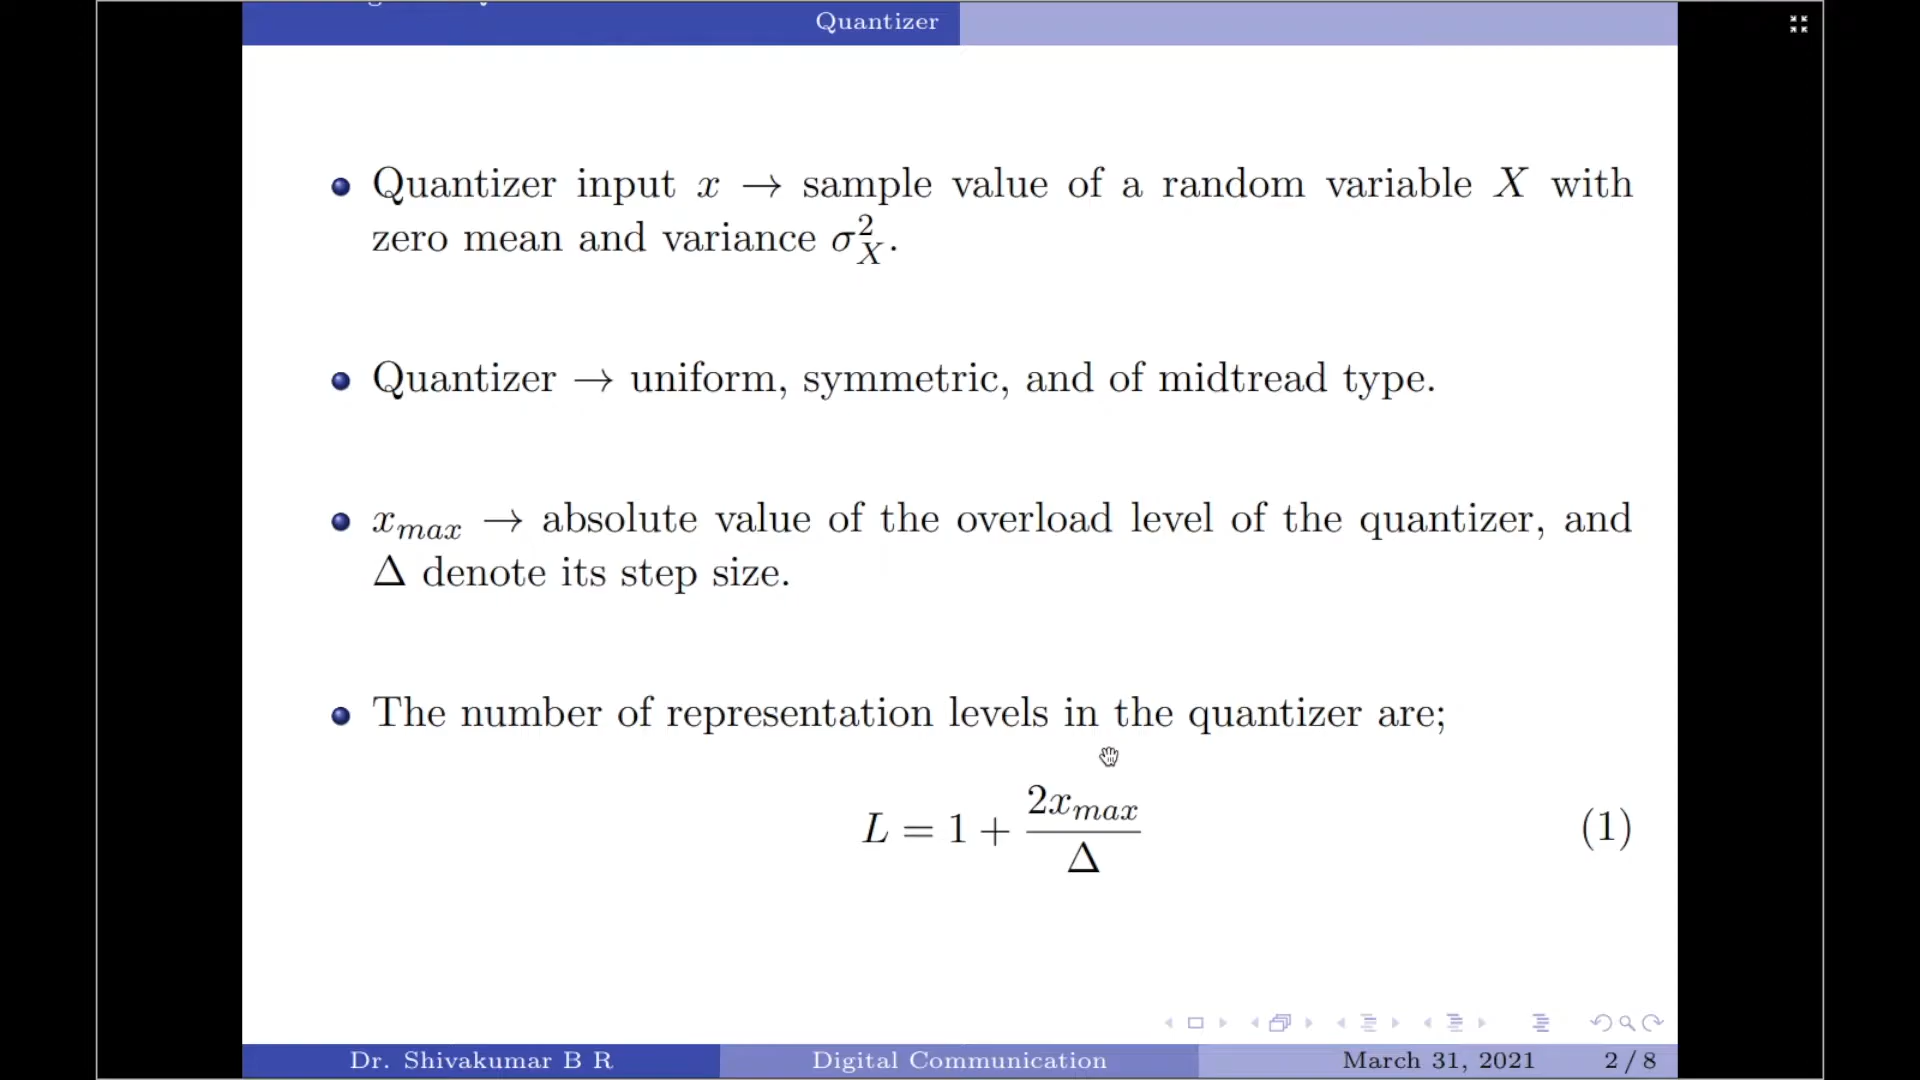 Quantizer
• Quantizer input x → sample value of a random variable X with
zero mean and variance σ_X^2.
• Quantizer → uniform, symmetric, and of midtread type.
• x_max → absolute value of the overload level of the quantizer, and
Δ denote its step size.
• The number of representation levels in the quantizer are;
L = 1 + 2x_max / Δ (1)
Dr. Shivakumar B R Digital Communication March 31, 2021 2 / 8